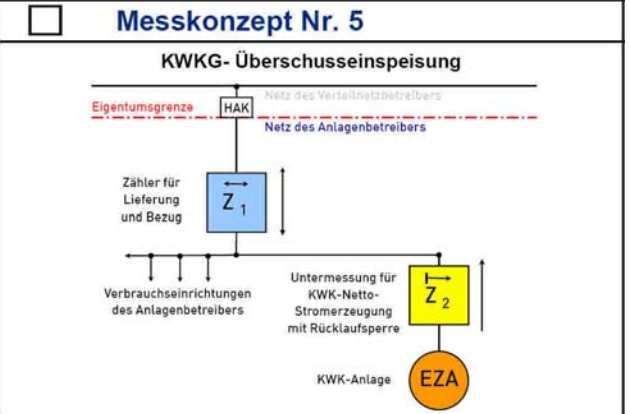 Messkonzept Nr. 5
KWKG- Überschusseinspeisung
Netz des Verteilnetzbetreibers
Eigentumsgrenze
HAK
Netz des Anlagenbetreibers
Zähler für
Lieferung
und Bezug
Z 1
Verbrauchseinrichtungen
des Anlagenbetreibers
Untermessung für
KWK-Netto-
Stromerzeugung
mit Rücklaufsperre
Z 2
KWK-Anlage
EZA